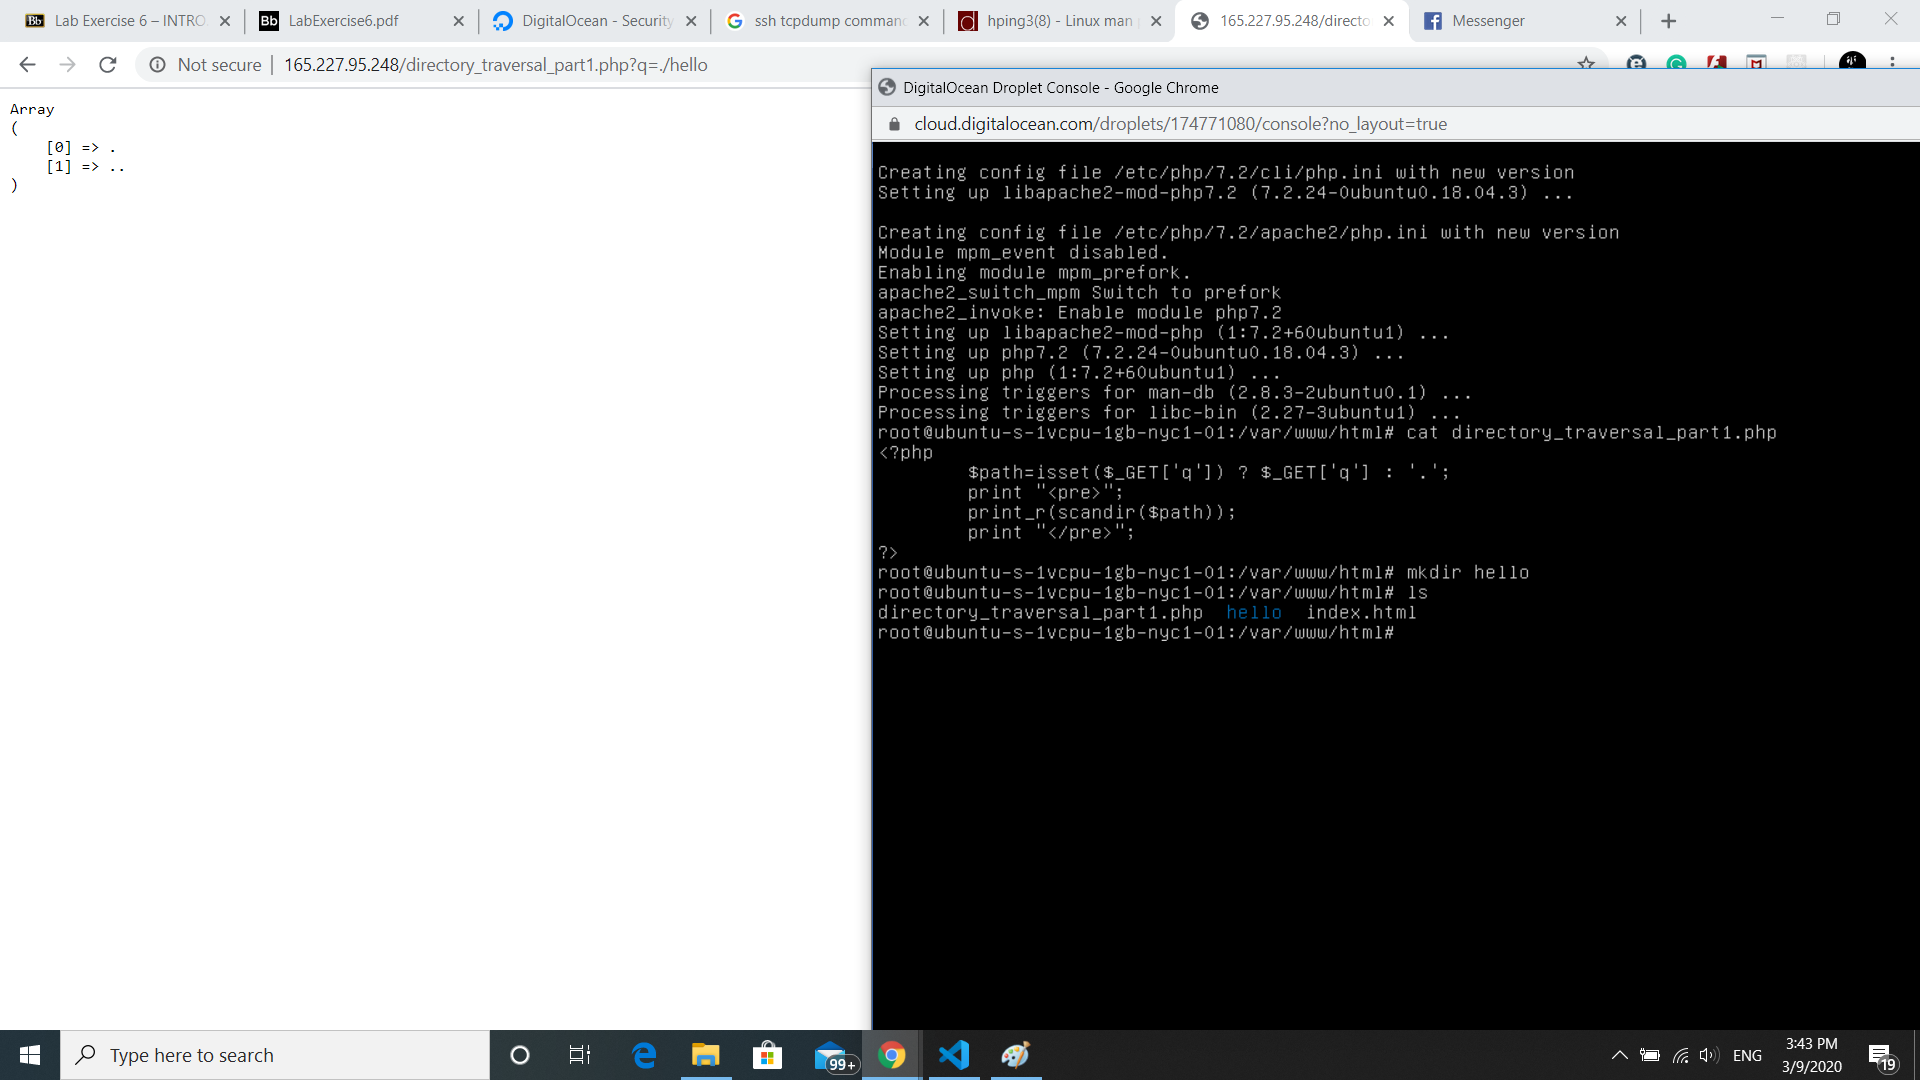 Lab Exercise 6 – INTRO
LabExercise6.pdf
DigitalOcean - Security
ssh tcpdump comman
hping3(8) - Linux man
165.227.95.248/directo
Messenger
Not secure | 165.227.95.248/directory_traversal_part1.php?q=./hello
Array
(
    [0] => .
    [1] => ..
)
DigitalOcean Droplet Console - Google Chrome
cloud.digitalocean.com/droplets/174771080/console?no_layout=true
Creating config file /etc/php/7.2/cli/php.ini with new version
Setting up libapache2-mod-php7.2 (7.2.24-0ubuntu0.18.04.3) ...
Creating config file /etc/php/7.2/apache2/php.ini with new version
Module mpm_event disabled.
Enabling module mpm_prefork.
apache2_switch_mpm Switch to prefork
apache2_invoke: Enable module php7.2
Setting up libapache2-mod-php (1:7.2+60ubuntu1) ...
Setting up php7.2 (7.2.24-0ubuntu0.18.04.3) ...
Setting up php (1:7.2+60ubuntu1) ...
Processing triggers for man-db (2.8.3-2ubuntu0.1) ...
Processing triggers for libc-bin (2.27-3ubuntu1) ...
root@ubuntu-s-1vcpu-1gb-nyc1-01:/var/www/html# cat directory_traversal_part1.php
<?php
        $path=isset($_GET['q']) ? $_GET['q'] : '.';
        print "<pre>";
        print_r(scandir($path));
        print "</pre>";
?>
root@ubuntu-s-1vcpu-1gb-nyc1-01:/var/www/html# mkdir hello
root@ubuntu-s-1vcpu-1gb-nyc1-01:/var/www/html# ls
directory_traversal_part1.php  hello  index.html
root@ubuntu-s-1vcpu-1gb-nyc1-01:/var/www/html#
Type here to search
99+
ENG
3:43 PM
3/9/2020
19